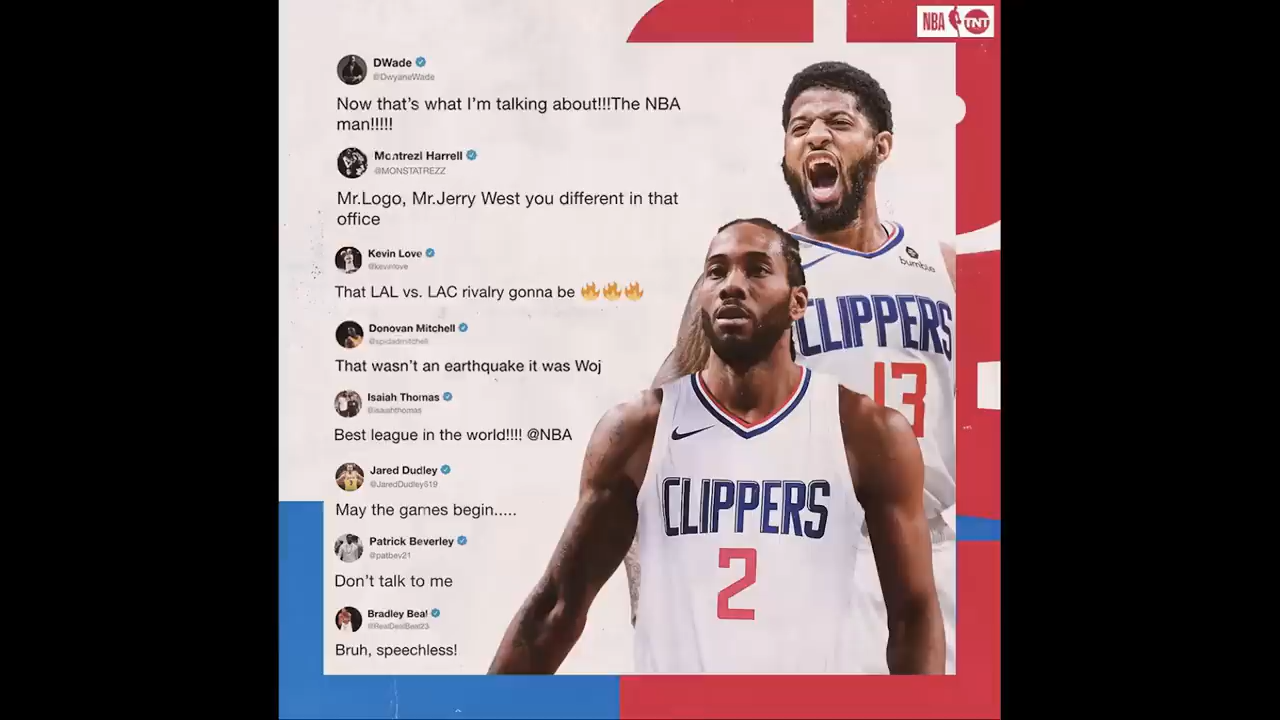 NBA TNT
DWade
@DwyaneWade
Now that's what I'm talking about!!!The NBA
man!!!!!
Montrezl Harrell
@MONSTATREZZ
Mr.Logo, Mr.Jerry West you different in that
office
Kevin Love
@kevinlove
That LAL vs. LAC rivalry gonna be 🔥🔥🔥
Donovan Mitchell
@spidadmitchell
That wasn't an earthquake it was Woj
Isaiah Thomas
@isaiahthomas
Best league in the world!!!! @NBA
Jared Dudley
@JaredDudley619
May the games begin.....
Patrick Beverley
@patbev21
Don't talk to me
Bradley Beal
@RealDealBeal23
Bruh, speechless!
bumble
CLIPPERS
13
CLIPPERS
2